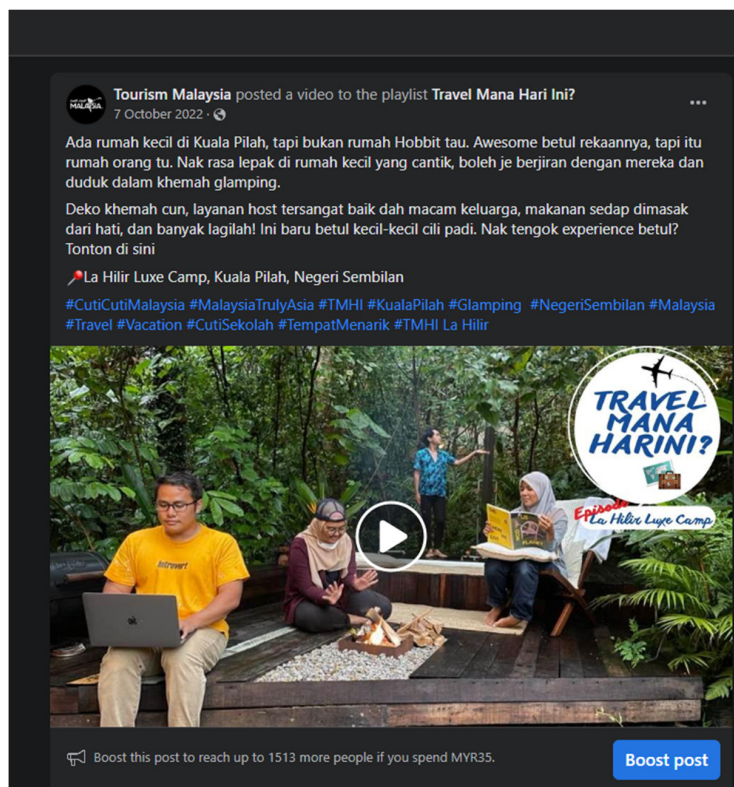 Tourism Malaysia posted a video to the playlist Travel Mana Hari Ini?
7 October 2022 ·
Ada rumah kecil di Kuala Pilah, tapi bukan rumah Hobbit tau. Awesome betul rekaannya, tapi itu
rumah orang tu. Nak rasa lepak di rumah kecil yang cantik, boleh je berjiran dengan mereka dan
duduk dalam khemah glamping.
Deko khemah cun, layanan host tersangat baik dah macam keluarga, makanan sedap dimasak
dari hati, dan banyak lagilah! Ini baru betul kecil-kecil cili padi. Nak tengok experience betul?
Tonton di sini
La Hilir Luxe Camp, Kuala Pilah, Negeri Sembilan
#CutiCutiMalaysia #MalaysiaTrulyAsia #TMHI #KualaPilah #Glamping #NegeriSembilan #Malaysia
#Travel #Vacation #CutiSekolah #TempatMenarik #TMHI La Hilir
TRAVEL
MANA
HARINI?
Episode
La Hilir Luxe Camp
Introvert
Boost this post to reach up to 1513 more people if you spend MYR35.
Boost post